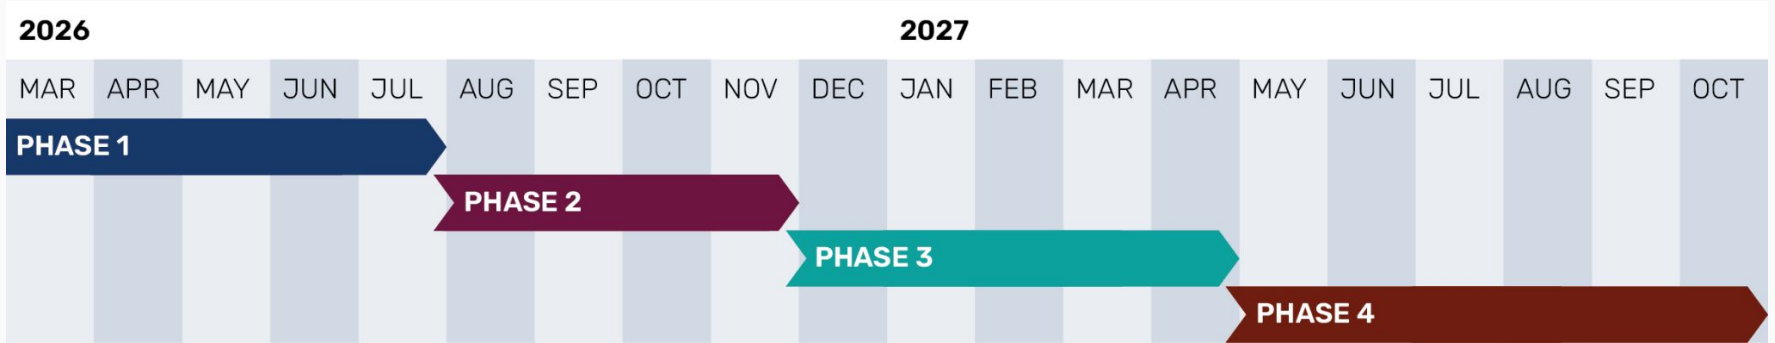 2026 2027
MAR APR MAY JUN JUL AUG SEP OCT NOV DEC JAN FEB MAR APR MAY JUN JUL AUG SEP OCT
PHASE 1
PHASE 2
PHASE 3
PHASE 4